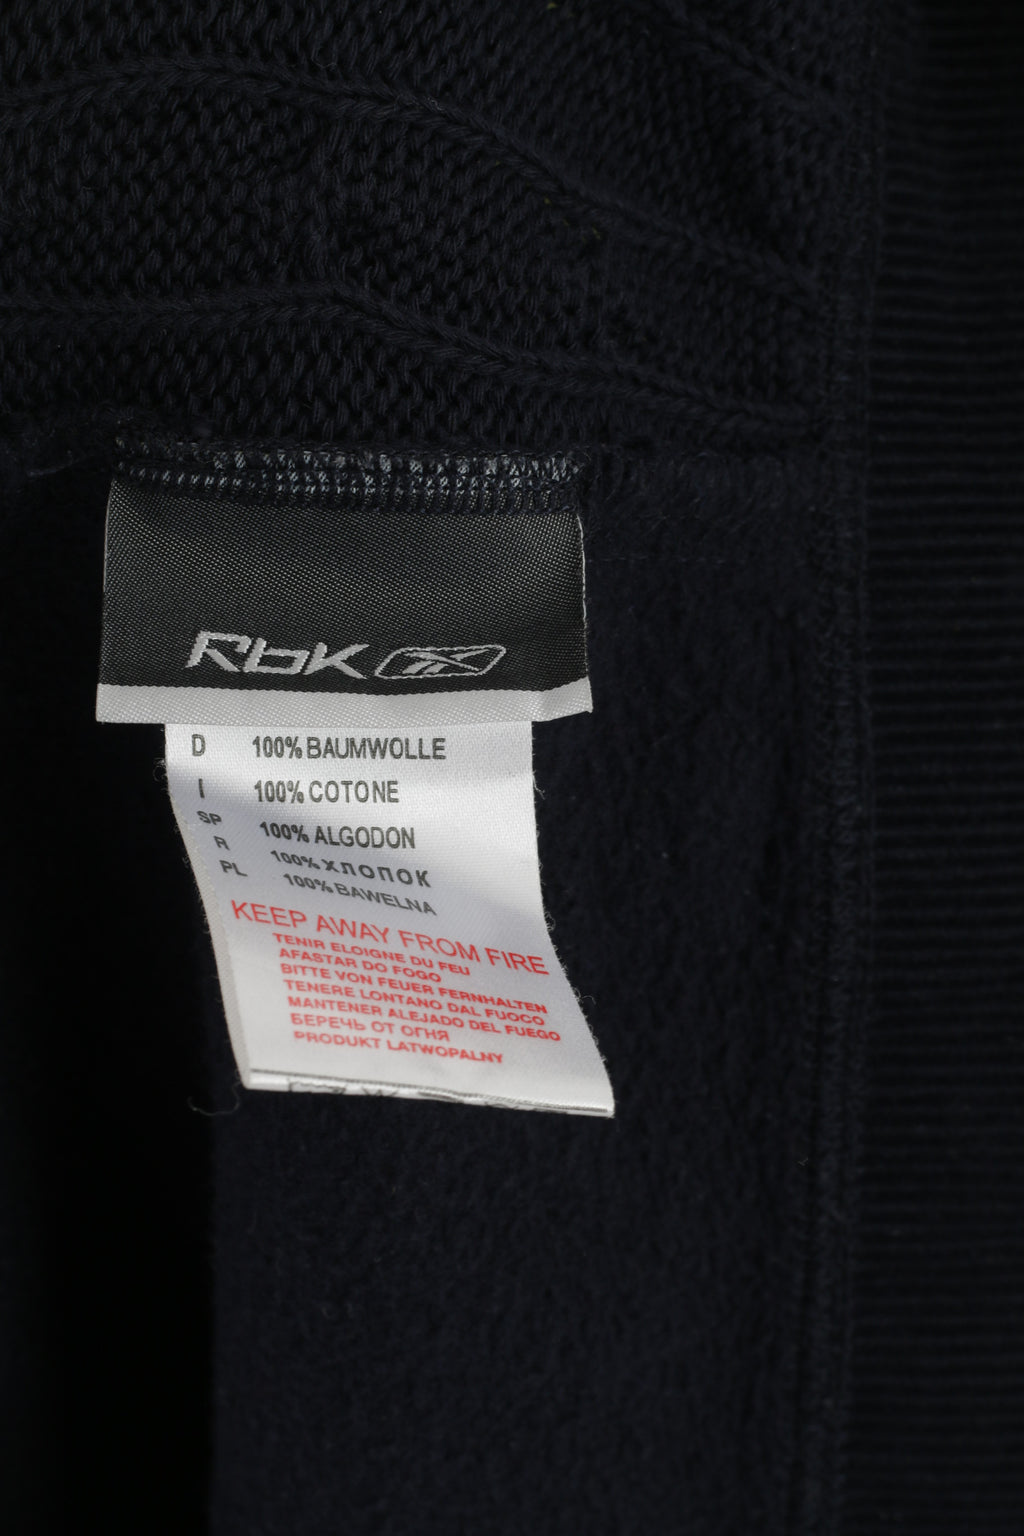 Rbk
D 100% BAUMWOLLE
I 100% COTONE
SP 100% ALGODON
R 100% ХЛОПОК
PL 100% BAWELNA
KEEP AWAY FROM FIRE
TENIR ELOIGNE DU FEU
AFASTAR DO FOGO
BITTE VON FEUER FERNHALTEN
TENERE LONTANO DAL FUOCO
MANTENER ALEJADO DEL FUEGO
БЕРЕЧЬ ОТ ОГНЯ
PRODUKT LATWOPALNY